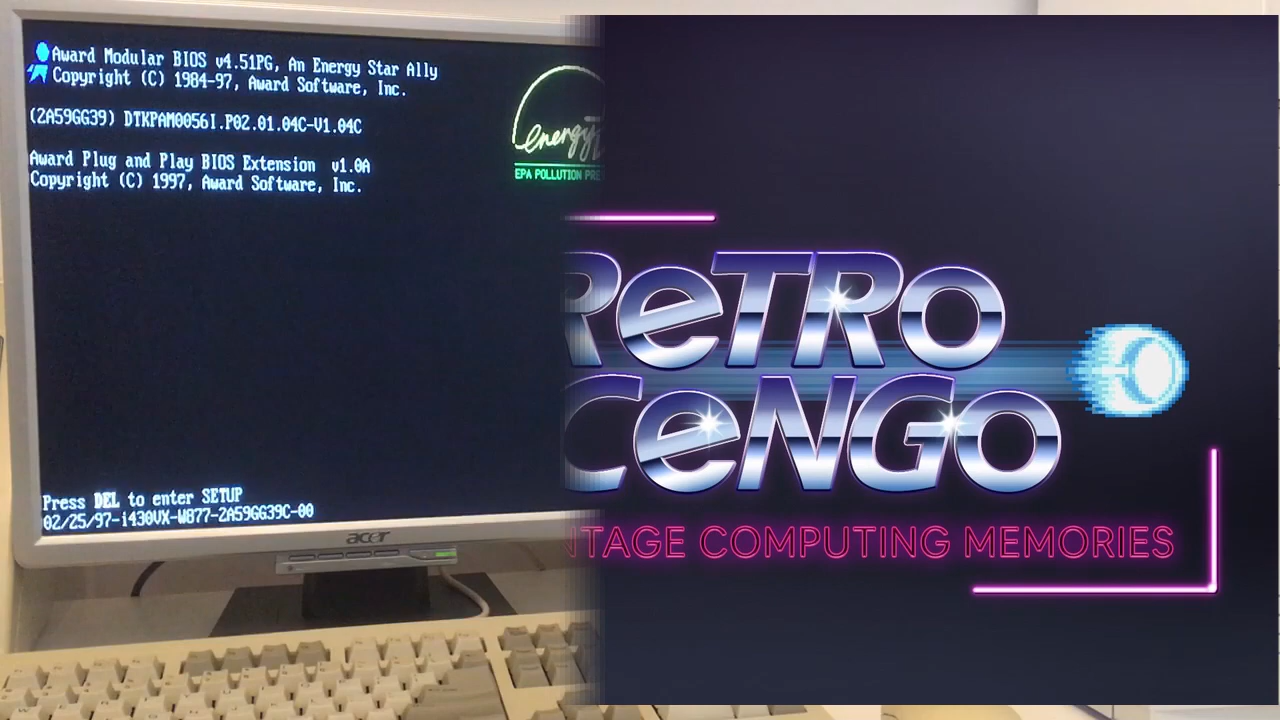 Award Modular BIOS v4.51PG, An Energy Star Ally
Copyright (C) 1984-97, Award Software, Inc.
(2A59GG39) DTKPAM0056I.P02.01.04C-V1.04C
Award Plug and Play BIOS Extension v1.0A
Copyright (C) 1997, Award Software, Inc.
energy
EPA POLLUTION PRE
Press DEL to enter SETUP
02/25/97-i430VX-W877-2A59GG39C-00
acer
ReTRo
CeNGo
NTAGE COMPUTING MEMORIES